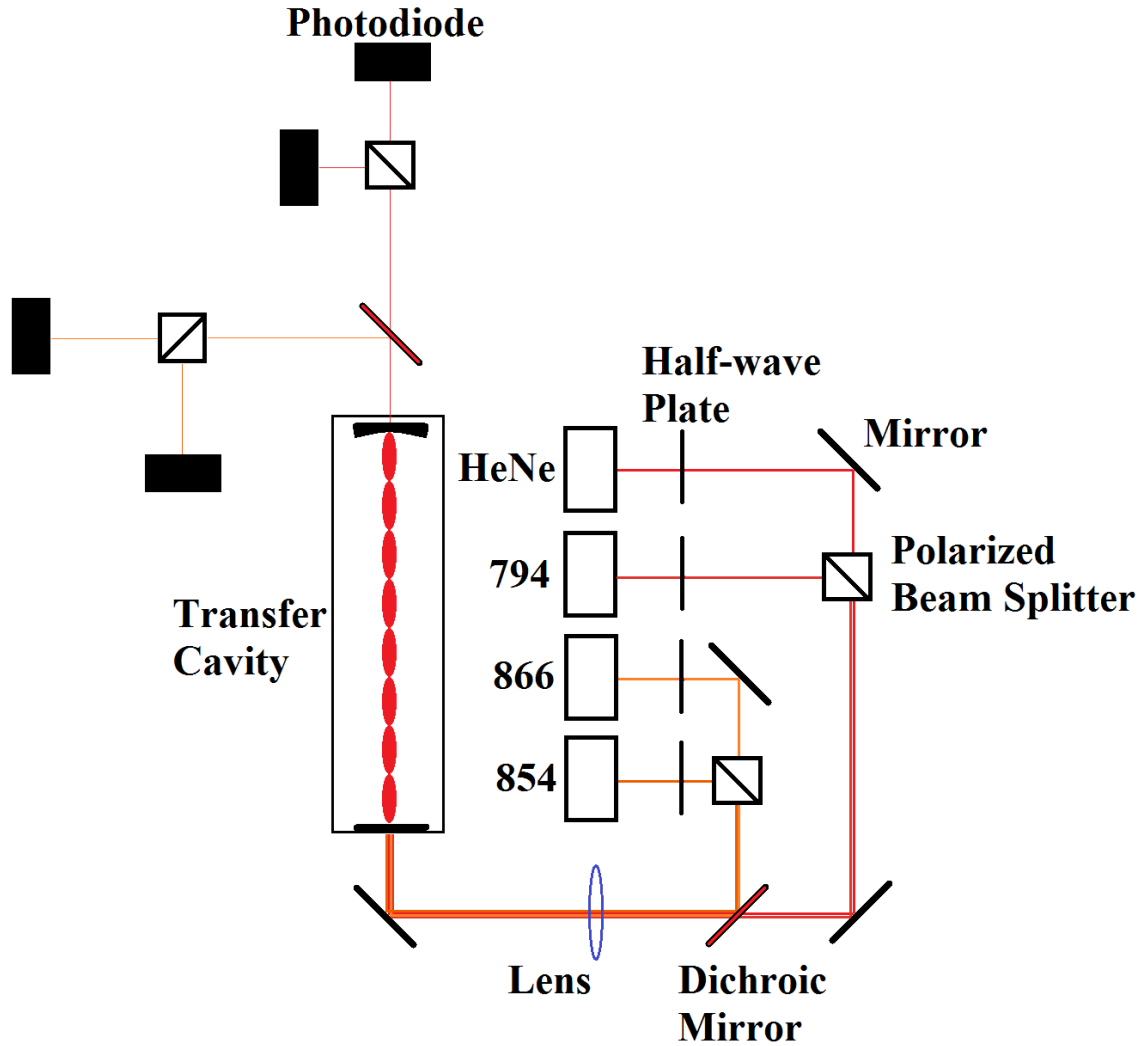 Photodiode
Half-wave
Plate
Mirror
HeNe
794
Polarized
Beam Splitter
Transfer
Cavity
866
854
Lens
Dichroic
Mirror